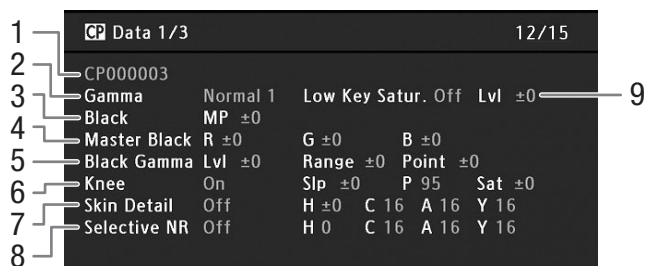 CP Data 1/3 12/15
1 CP000003
2 Gamma Normal 1 Low Key Satur. Off Lvl ±0 9
3 Black MP ±0
4 Master Black R ±0 G ±0 B ±0
5 Black Gamma Lvl ±0 Range ±0 Point ±0
6 Knee On Slp ±0 P 95 Sat ±0
7 Skin Detail Off H ±0 C 16 A 16 Y 16
8 Selective NR Off H 0 C 16 A 16 Y 16